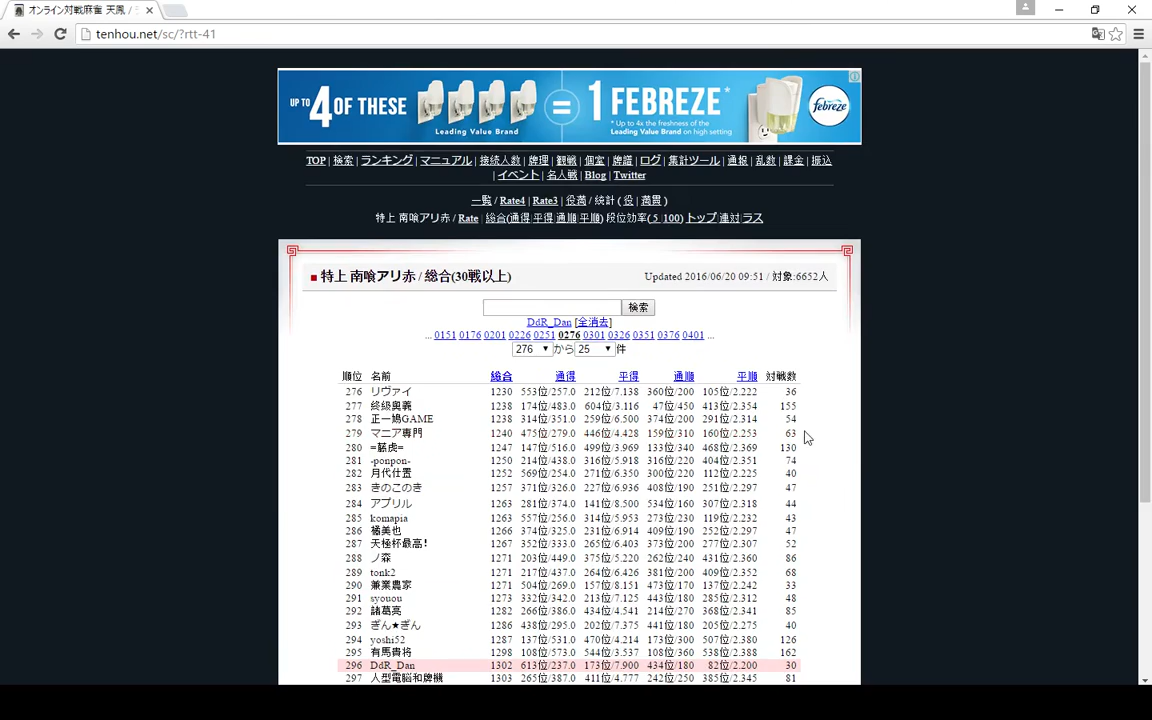 オンライン対戦麻雀 天鳳 /
tenhou.net/sc/?rtt-41
UP TO 4 OF THESE = 1 FEBREZE*
Leading Value Brand
* Up to 4x the freshness of the
Leading Value Brand on high setting
febreze
TOP | 検索 | ランキング | マニュアル | 接続人数 | 牌理 | 観戦 | 個室 | 牌譜 | ログ | 集計ツール | 通報 | 乱数 | 課金 | 振込
| イベント | 名人戦 | Blog | Twitter
一覧 / Rate4 | Rate3 | 役満 / 統計 ( 役 | 満貫 )
特上 南喰アリ赤 / Rate | 総合(通得|平得|通順|平順) 段位効率( 5 |100) トップ|連対|ラス
■ 特上 南喰アリ赤 / 総合(30戦以上)
Updated 2016/06/20 09:51 / 対象:6652人
検索
DdR_Dan [全消去]
... 0151 0176 0201 0226 0251 0276 0301 0326 0351 0376 0401 ...
276 から 25 件
順位 名前 総合 通得 平得 通順 平順 対戦数
276 リヴァイ 1230 553位/257.0 212位/7.138 360位/200 105位/2.222 36
277 終級奥義 1238 174位/483.0 604位/3.116 47位/450 413位/2.354 155
278 正一鳩GAME 1238 314位/351.0 259位/6.500 374位/200 291位/2.314 54
279 マニア専門 1240 475位/279.0 446位/4.428 159位/310 160位/2.253 63
280 =藤虎= 1247 147位/516.0 499位/3.969 133位/340 468位/2.369 130
281 -ponpon- 1250 214位/438.0 316位/5.918 316位/220 404位/2.351 74
282 月代仕置 1252 569位/254.0 271位/6.350 300位/220 112位/2.225 40
283 きのこのき 1257 371位/326.0 227位/6.936 408位/190 251位/2.297 47
284 アプリル 1263 281位/374.0 141位/8.500 534位/160 307位/2.318 44
285 komapia 1263 557位/256.0 314位/5.953 273位/230 119位/2.232 43
286 橘美也 1266 374位/325.0 231位/6.914 409位/190 252位/2.297 47
287 天極杯最高! 1267 352位/333.0 265位/6.403 373位/200 277位/2.307 52
288 ノ森 1271 203位/449.0 375位/5.220 262位/240 431位/2.360 86
289 tonk2 1271 217位/437.0 264位/6.426 381位/200 409位/2.352 68
290 兼業農家 1271 504位/269.0 157位/8.151 473位/170 137位/2.242 33
291 syouou 1273 332位/342.0 213位/7.125 443位/180 285位/2.312 48
292 諸葛亮 1282 266位/386.0 434位/4.541 214位/270 368位/2.341 85
293 ぎん★ぎん 1286 438位/295.0 202位/7.375 441位/180 205位/2.275 40
294 yoshi52 1287 137位/531.0 470位/4.214 173位/300 507位/2.380 126
295 有馬貴将 1298 108位/573.0 544位/3.537 108位/360 538位/2.388 162
296 DdR_Dan 1302 613位/237.0 173位/7.900 434位/180 82位/2.200 30
297 人型電脳和牌機 1303 265位/387.0 411位/4.777 242位/250 385位/2.345 81